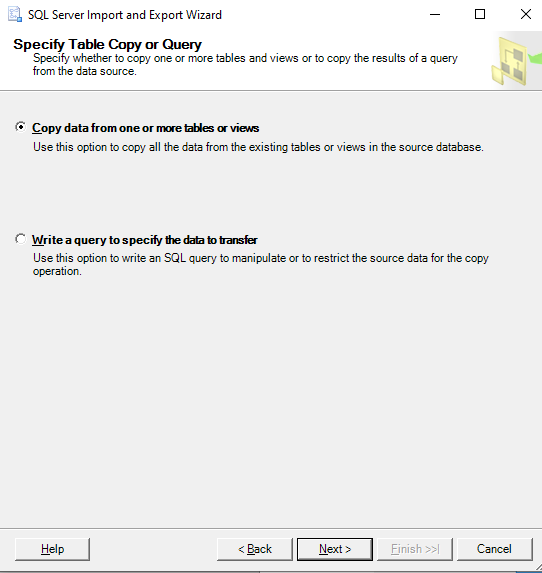 SQL Server Import and Export Wizard
Specify Table Copy or Query
Specify whether to copy one or more tables and views or to copy the results of a query
from the data source.
Copy data from one or more tables or views
Use this option to copy all the data from the existing tables or views in the source database.
Write a query to specify the data to transfer
Use this option to write an SQL query to manipulate or to restrict the source data for the copy
operation.
Help
< Back
Next >
Finish >>|
Cancel